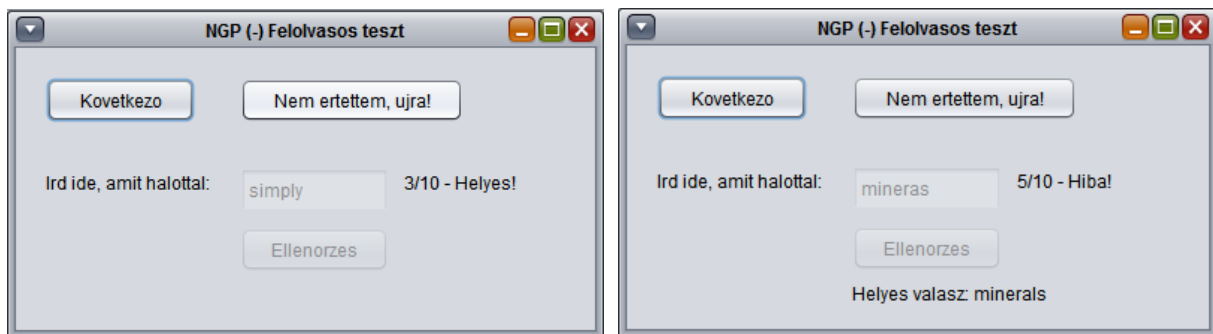 NGP (-) Felolvasos teszt
Kovetkezo
Nem ertettem, ujra!
Ird ide, amit halottal:
simply
3/10 - Helyes!
Ellenorzes
NGP (-) Felolvasos teszt
Kovetkezo
Nem ertettem, ujra!
Ird ide, amit halottal:
mineras
5/10 - Hiba!
Ellenorzes
Helyes valasz: minerals